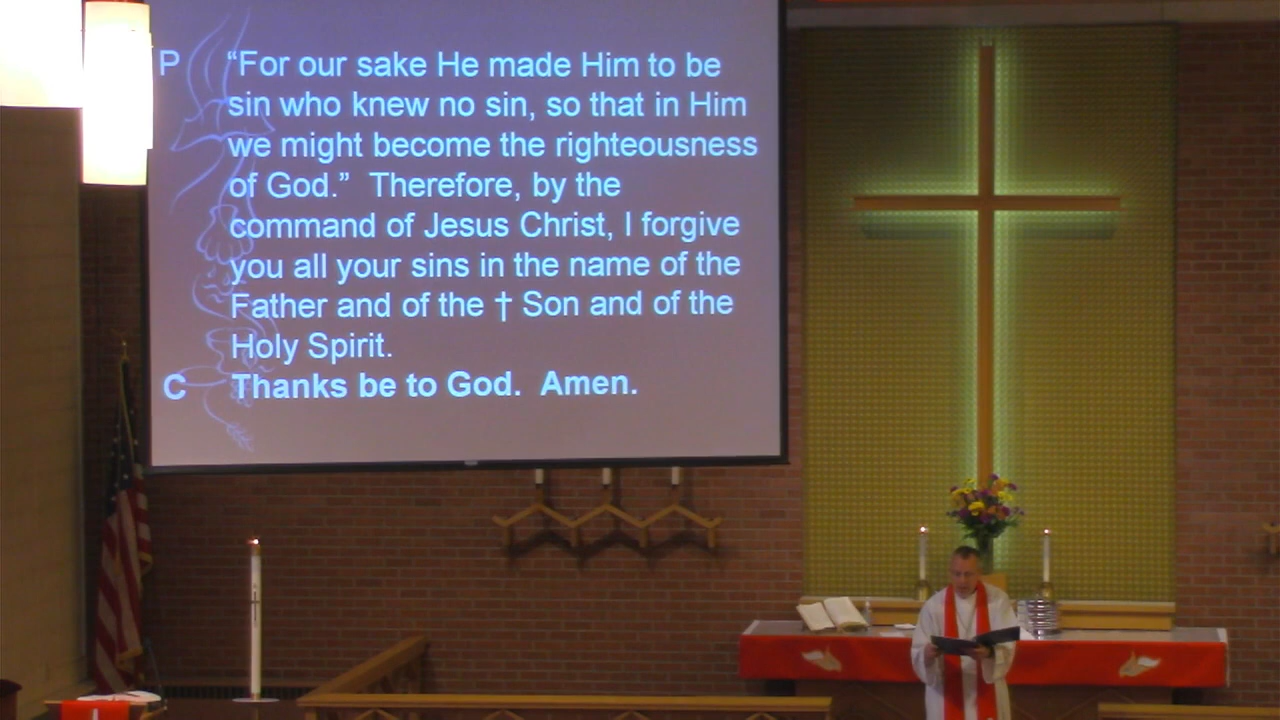 P “For our sake He made Him to be
sin who knew no sin, so that in Him
we might become the righteousness
of God.” Therefore, by the
command of Jesus Christ, I forgive
you all your sins in the name of the
Father and of the † Son and of the
Holy Spirit.
C Thanks be to God. Amen.